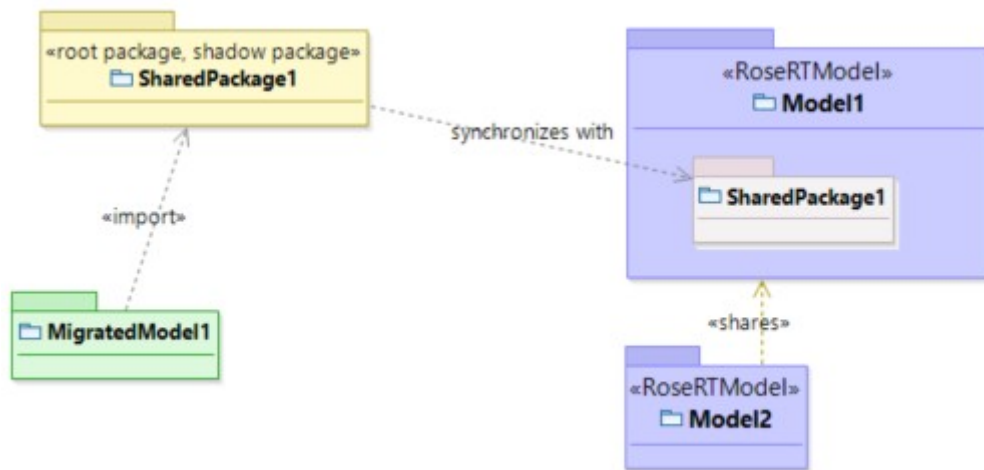 «root package, shadow package»
SharedPackage1
«RoseRTModel»
Model1
synchronizes with
SharedPackage1
«import»
MigratedModel1
«shares»
«RoseRTModel»
Model2